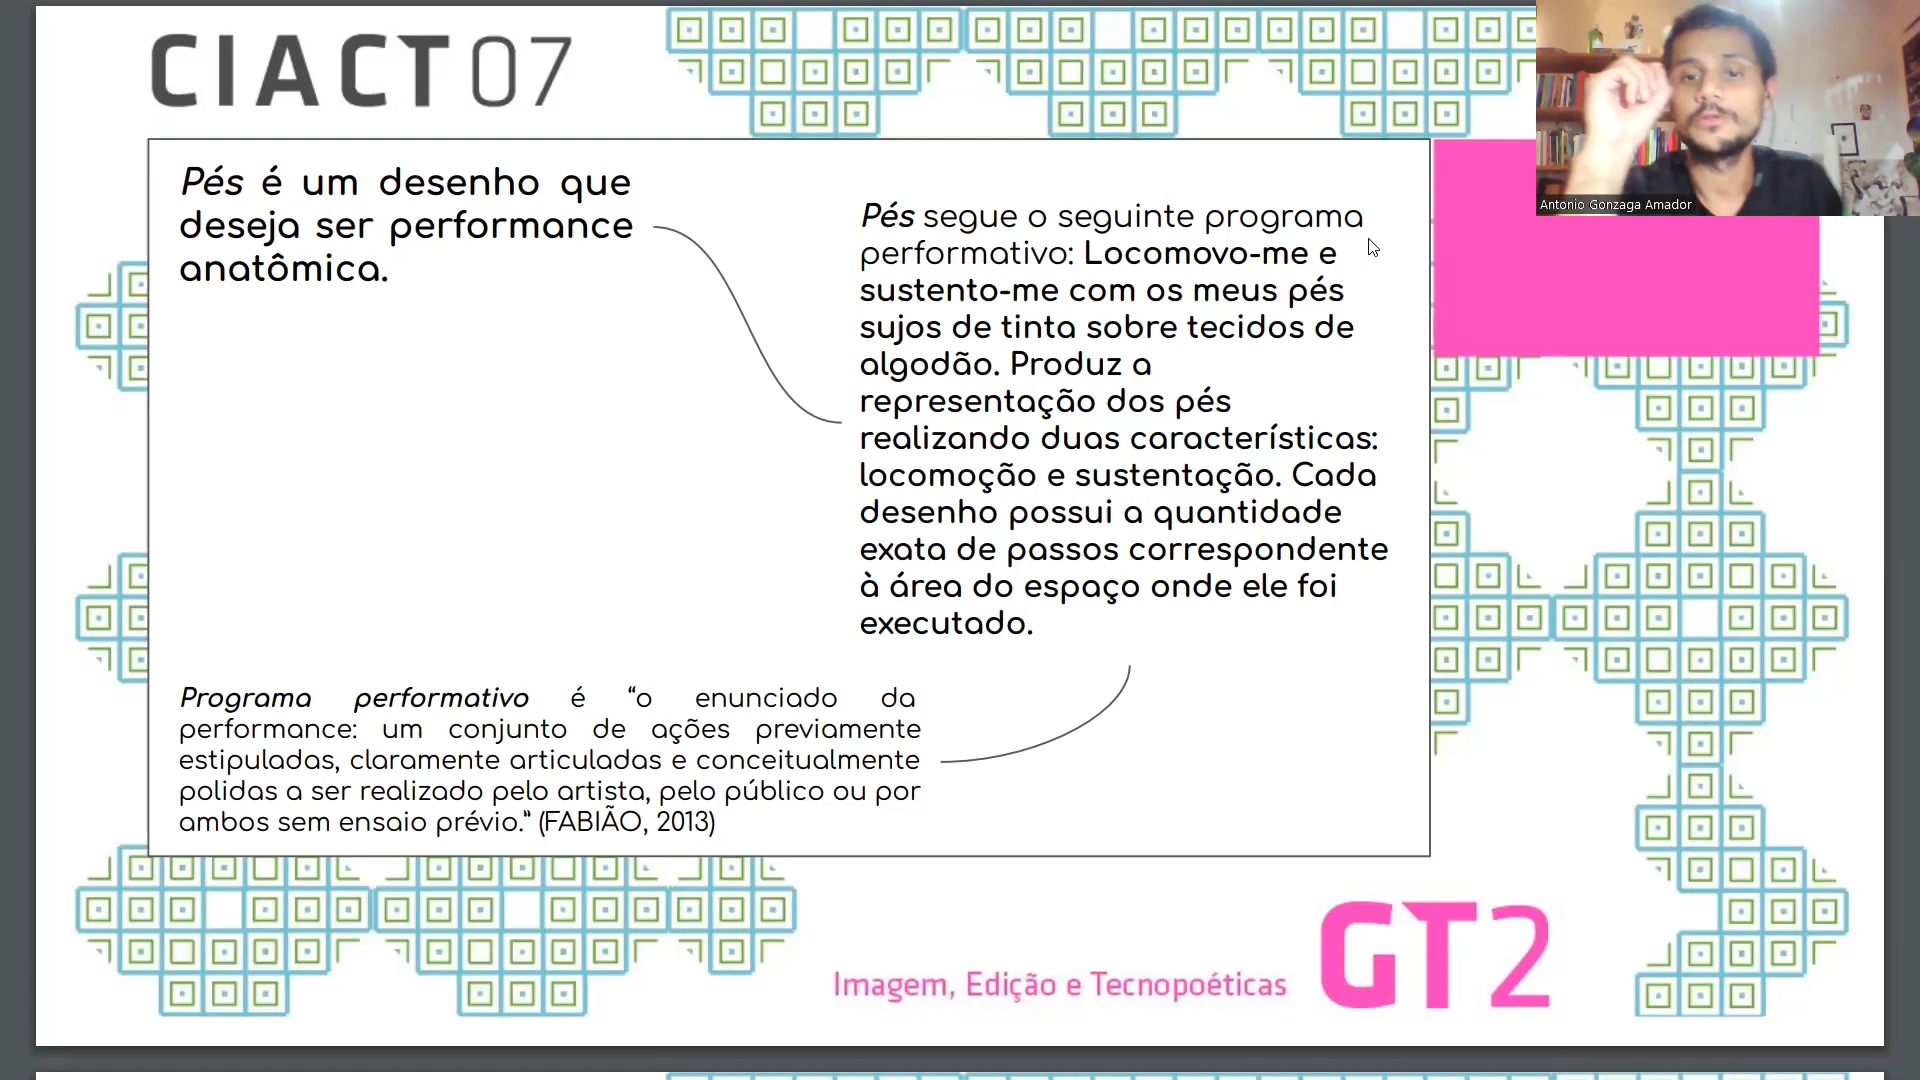 CIACT07
Antonio Gonzaga Amador
Pés é um desenho que
deseja ser performance
anatômica.
Pés segue o seguinte programa
performativo: Locomovo-me e
sustento-me com os meus pés
sujos de tinta sobre tecidos de
algodão. Produz a
representação dos pés
realizando duas características:
locomoção e sustentação. Cada
desenho possui a quantidade
exata de passos correspondente
à área do espaço onde ele foi
executado.
Programa performativo é “o enunciado da
performance: um conjunto de ações previamente
estipuladas, claramente articuladas e conceitualmente
polidas a ser realizado pelo artista, pelo público ou por
ambos sem ensaio prévio.” (FABIÃO, 2013)
Imagem, Edição e Tecnopoéticas
GT2